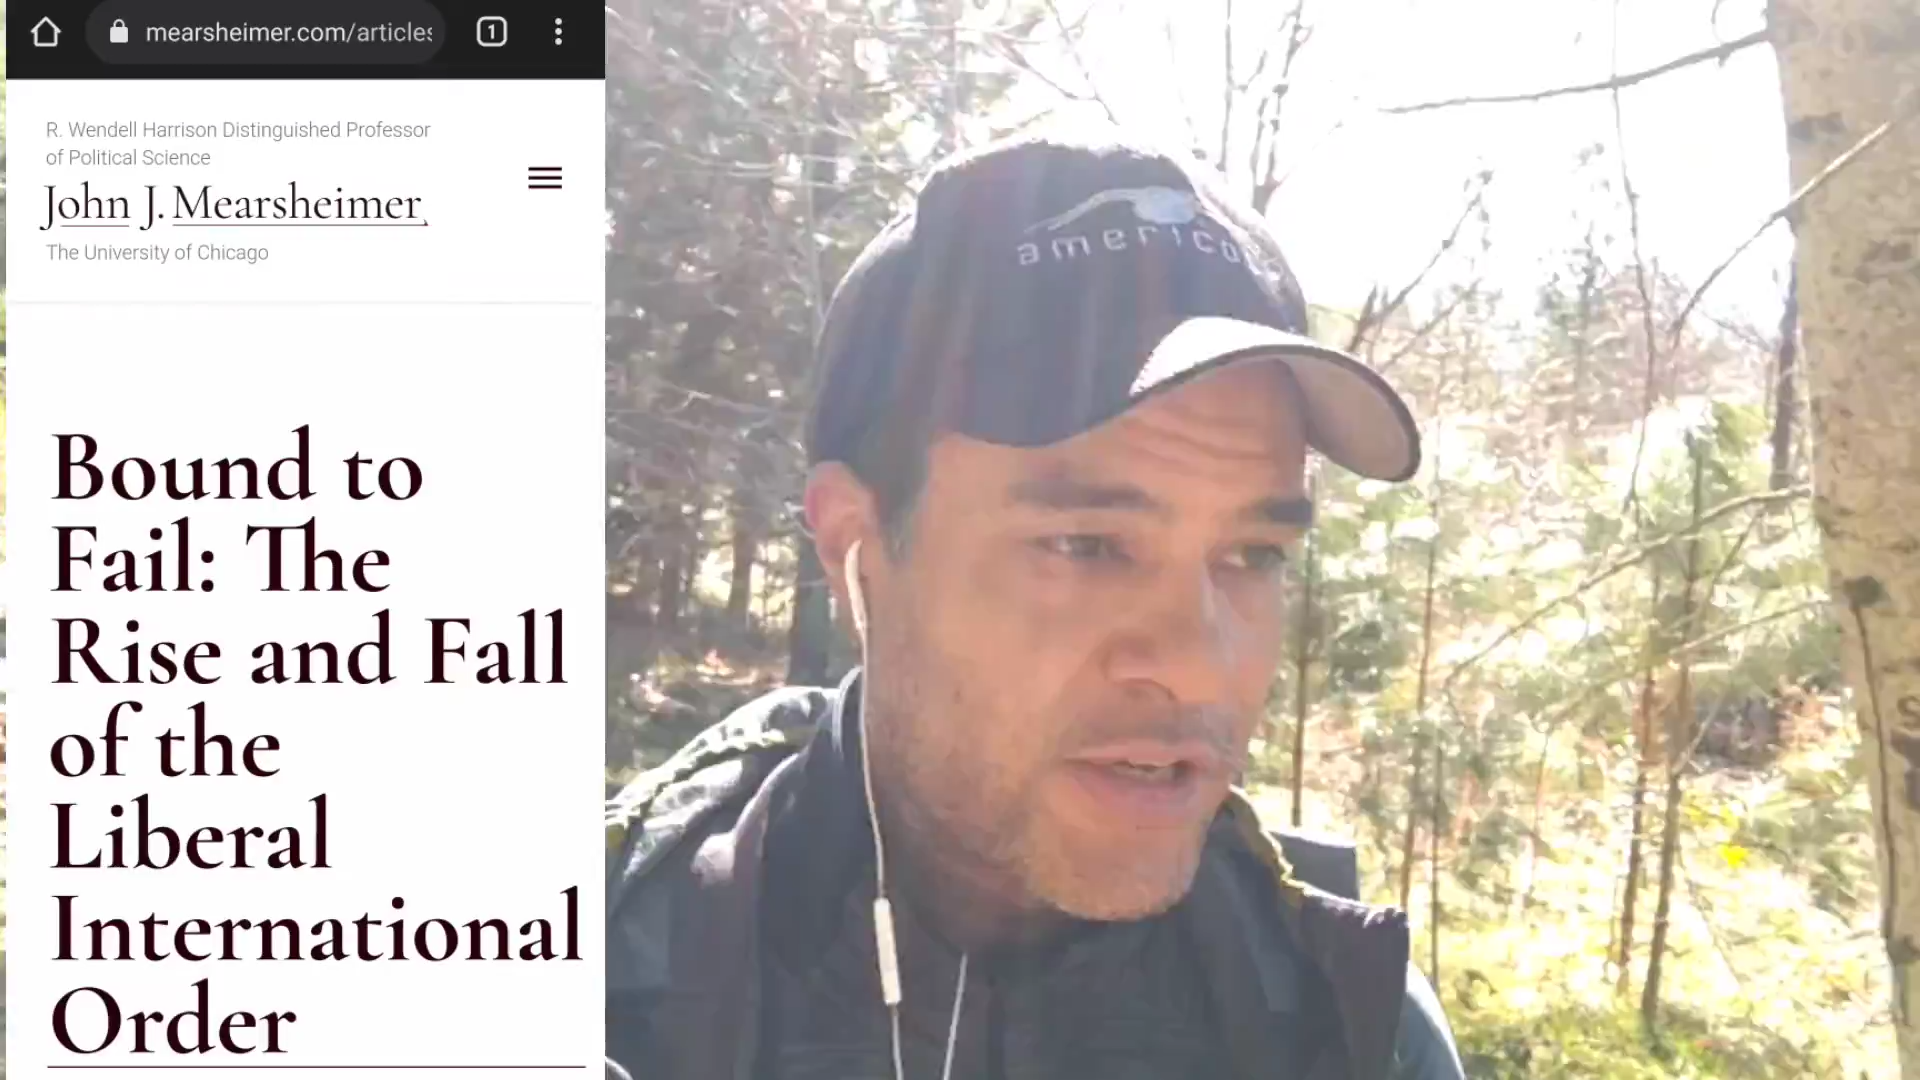 mearsheimer.com/articles
1
R. Wendell Harrison Distinguished Professor
of Political Science
John J. Mearsheimer
The University of Chicago
Bound to
Fail: The
Rise and Fall
of the
Liberal
International
Order